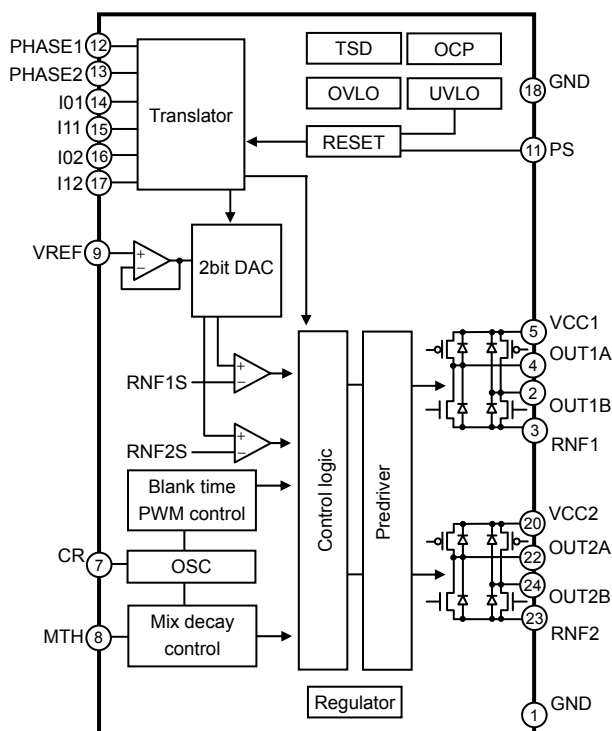 PHASE1 12
PHASE2 13
I01 14
I11 15
I02 16
I12 17
Translator
TSD
OCP
OVLO
UVLO
RESET
18 GND
11 PS
VREF 9
+
−
2bit DAC
RNF1S
+
−
RNF2S
+
−
Blank time
PWM control
CR 7
OSC
MTH 8
Mix decay
control
Control logic
Predriver
VCC1
5
OUT1A
4
2
OUT1B
3
RNF1
VCC2
20
OUT2A
22
24
OUT2B
23
RNF2
Regulator
GND
1